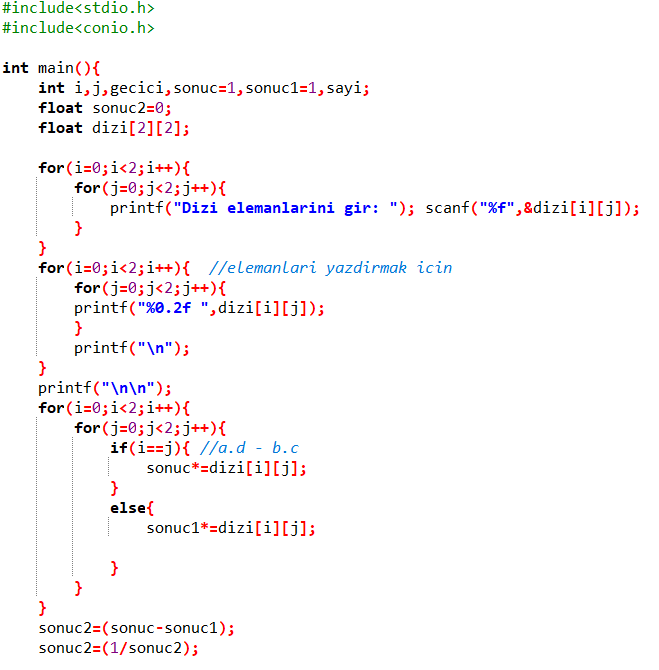 #include<stdio.h>
#include<conio.h>

int main(){
    int i,j,gecici,sonuc=1,sonuc1=1,sayi;
    float sonuc2=0;
    float dizi[2][2];

    for(i=0;i<2;i++){
        for(j=0;j<2;j++){
            printf("Dizi elemanlarini gir: "); scanf("%f",&dizi[i][j]);
        }
    }
    for(i=0;i<2;i++){  //elemanlari yazdirmak icin
        for(j=0;j<2;j++){
        printf("%0.2f ",dizi[i][j]);
        }
        printf("\n");
    }
    printf("\n\n");
    for(i=0;i<2;i++){
        for(j=0;j<2;j++){
            if(i==j){ //a.d - b.c
                sonuc*=dizi[i][j];
            }
            else{
                sonuc1*=dizi[i][j];

            }
        }
    }
    sonuc2=(sonuc-sonuc1);
    sonuc2=(1/sonuc2);